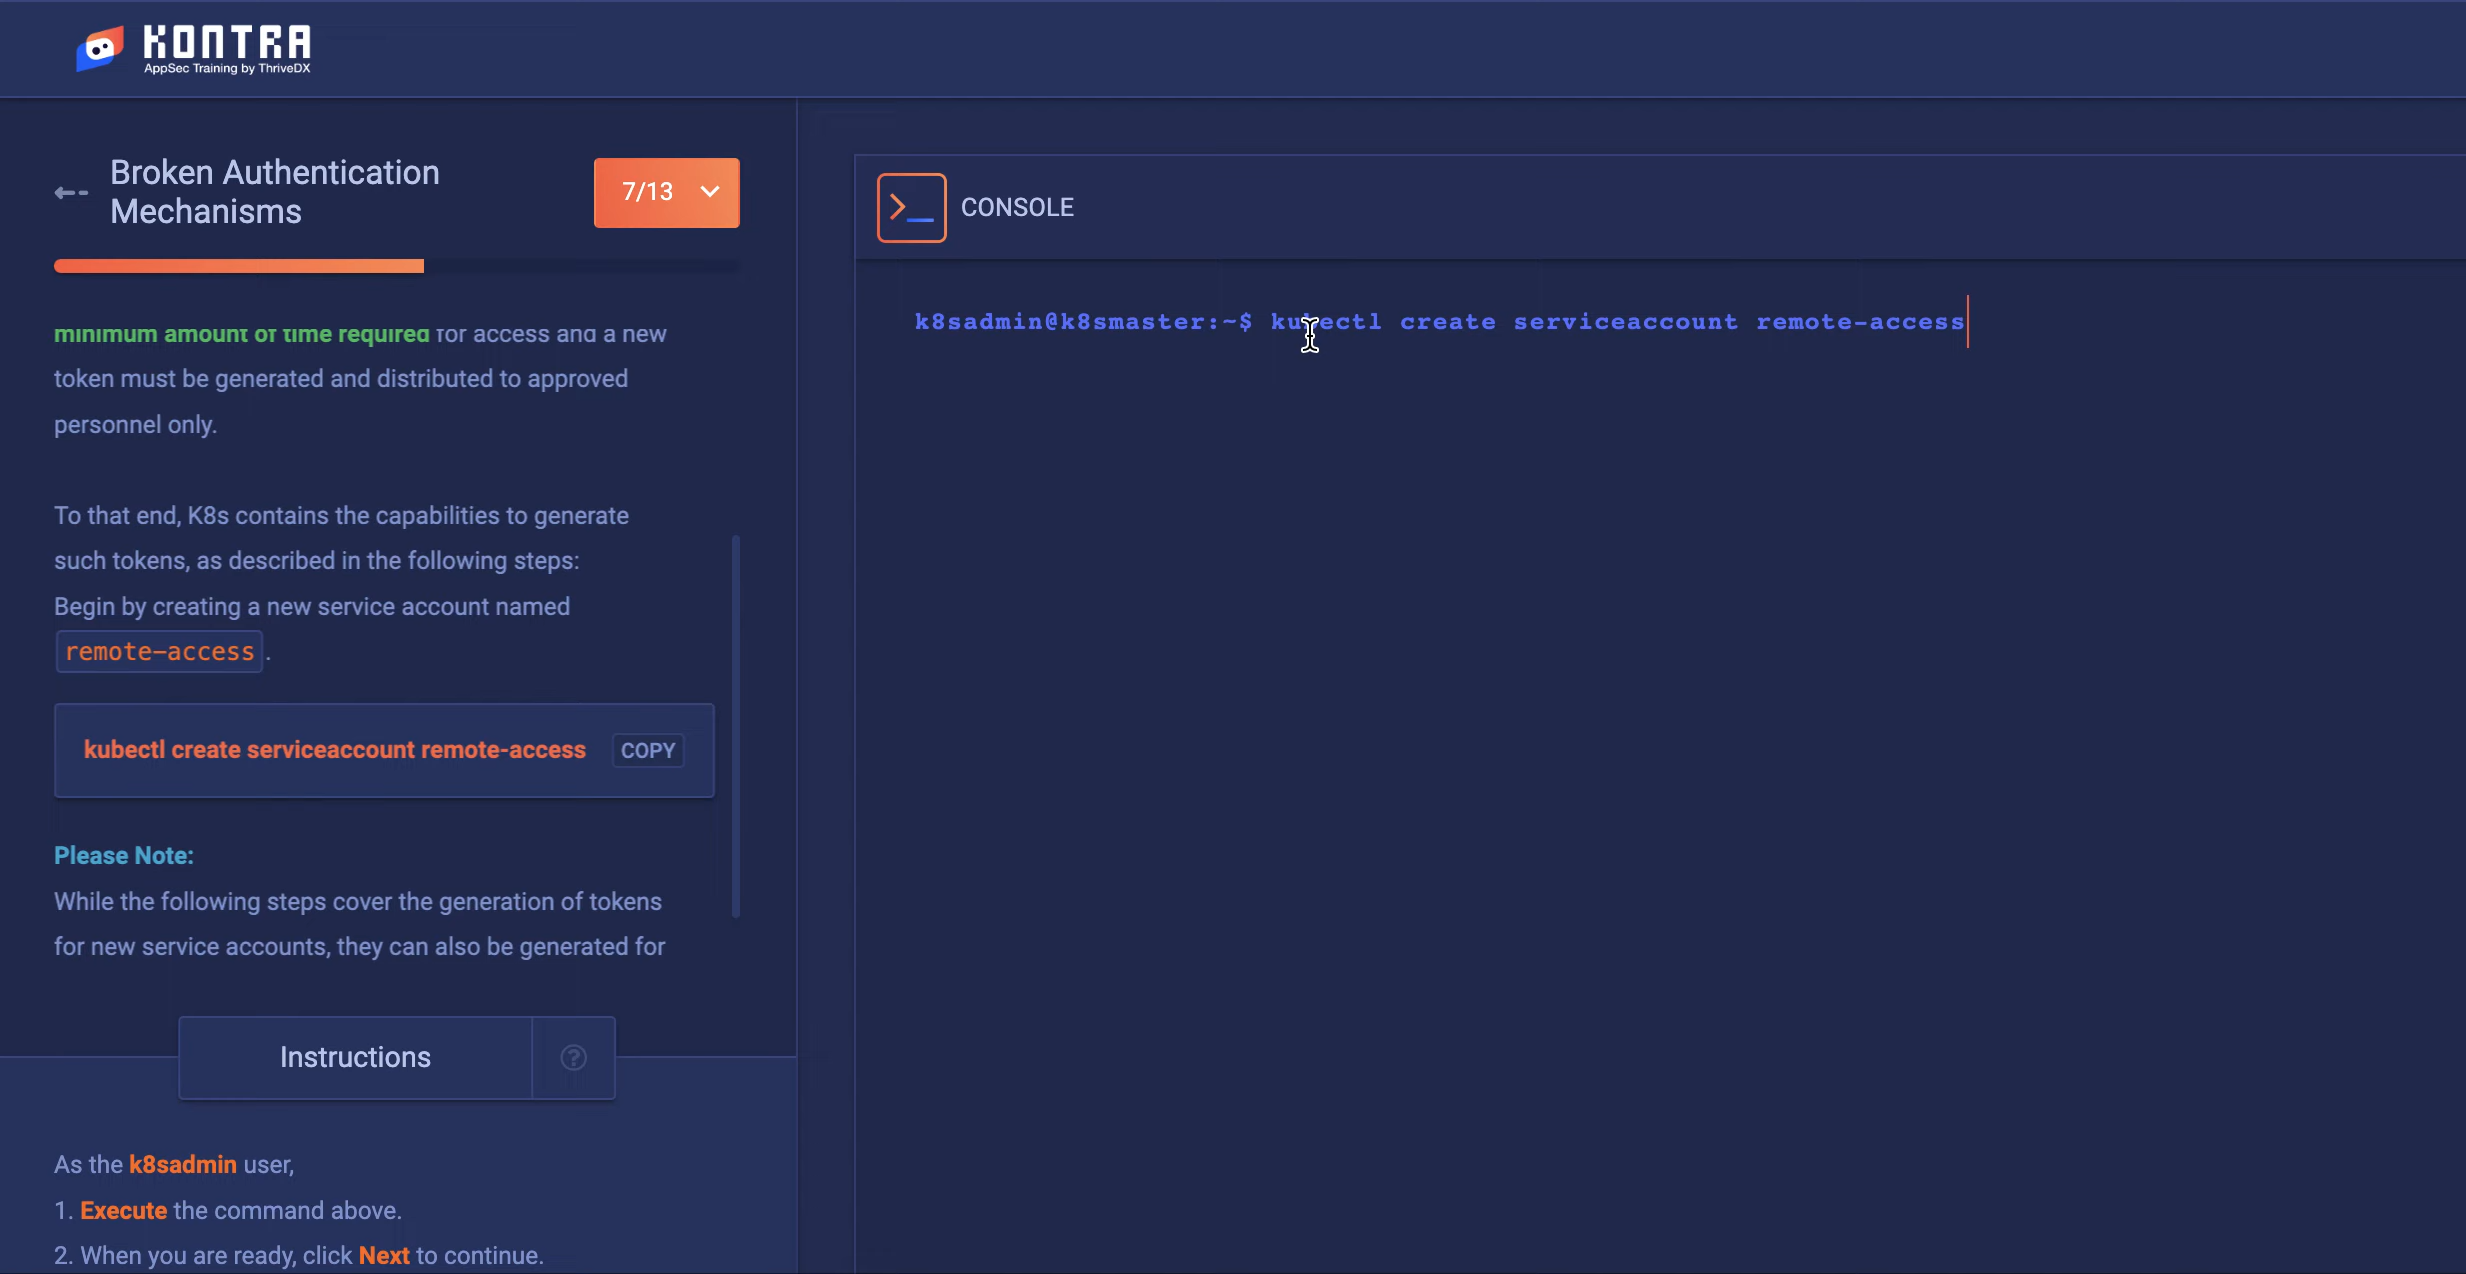 KONTRA
AppSec Training by ThriveDX
Broken Authentication
Mechanisms
7/13
minimum amount of time required for access and a new
token must be generated and distributed to approved
personnel only.
To that end, K8s contains the capabilities to generate
such tokens, as described in the following steps:
Begin by creating a new service account named
remote-access.
kubectl create serviceaccount remote-access COPY
Please Note:
While the following steps cover the generation of tokens
for new service accounts, they can also be generated for
Instructions ?
As the k8sadmin user,
1. Execute the command above.
2. When you are ready, click Next to continue.
>_ CONSOLE
k8sadmin@k8smaster:~$ kubectl create serviceaccount remote-access